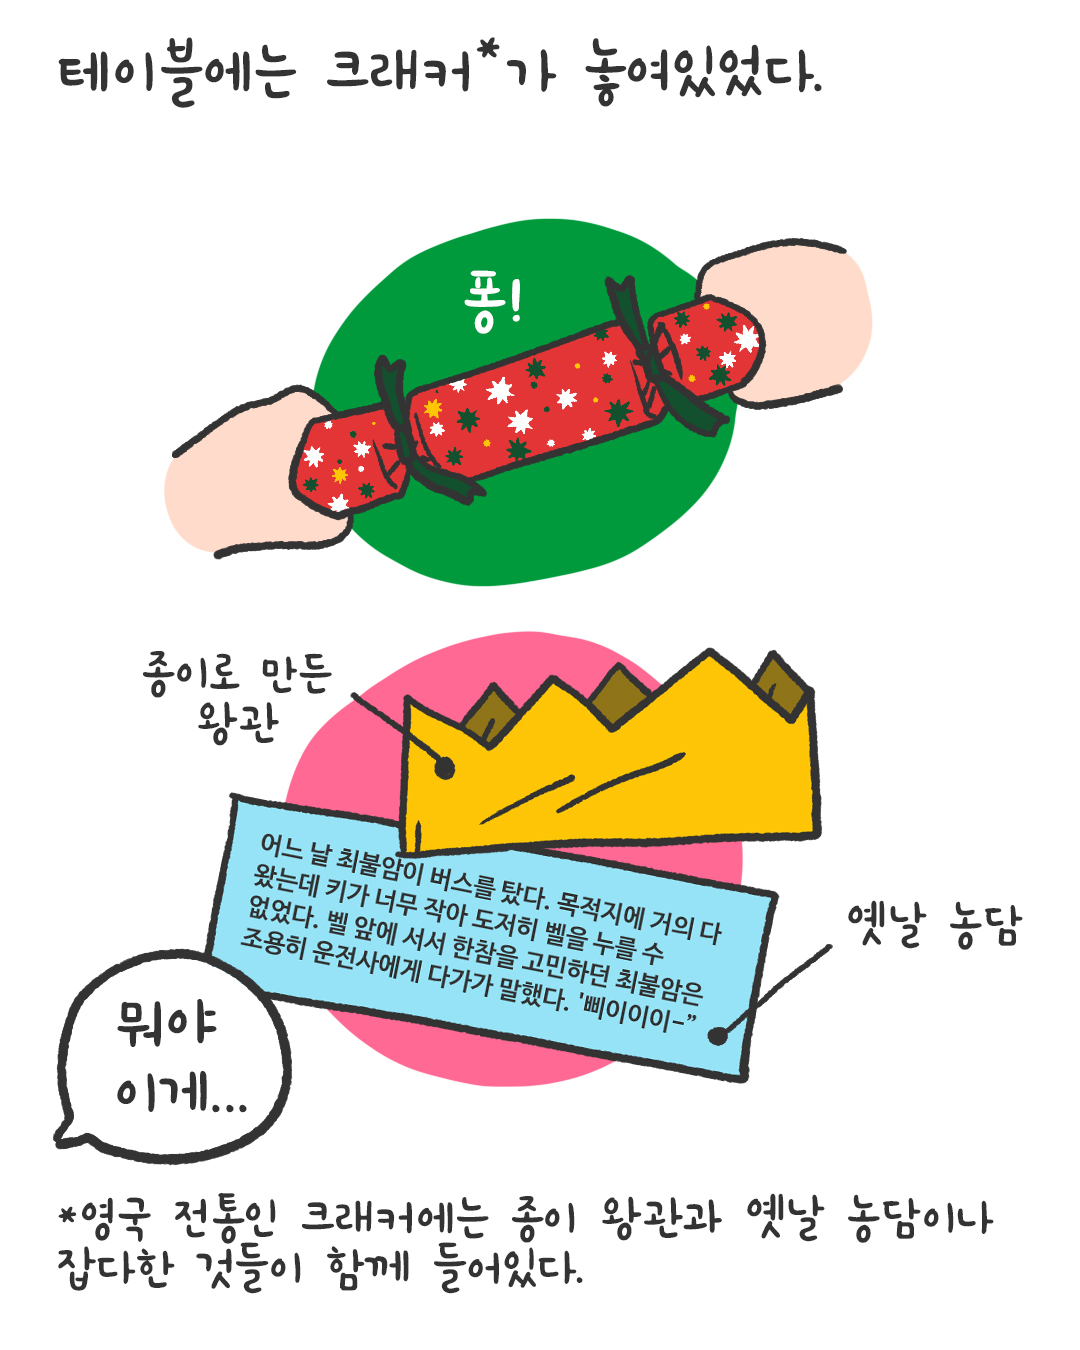 테이블에는 크래커*가 놓여있었다.
퐁!
종이로 만든
왕관
어느 날 최불암이 버스를 탔다. 목적지에 거의 다
왔는데 키가 너무 작아 도저히 벨을 누를 수
없었다. 벨 앞에 서서 한참을 고민하던 최불암은
조용히 운전사에게 다가가 말했다. '삐이이이-”
옛날 농담
뭐야
이게...
*영국 전통인 크래커에는 종이 왕관과 옛날 농담이나
잡다한 것들이 함께 들어있다.